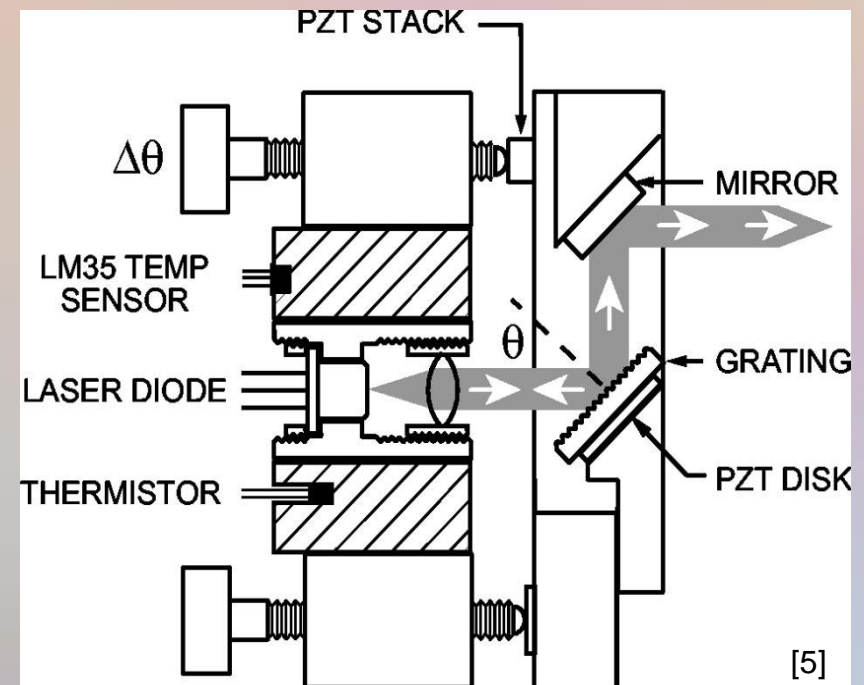 PZT STACK
Δθ
MIRROR
LM35 TEMP
SENSOR
θ
GRATING
LASER DIODE
THERMISTOR
PZT DISK
[5]